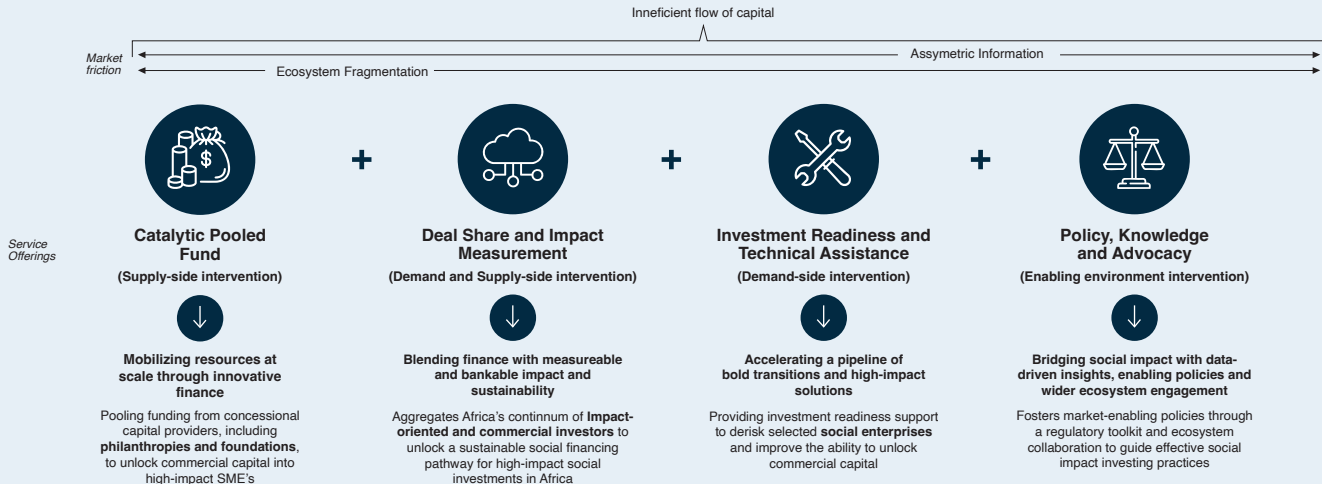 Inneficient flow of capital
Market
friction
Assymetric Information
Ecosystem Fragmentation
$
+
+
+
Service
Offerings
Catalytic Pooled
Fund
(Supply-side intervention)
Mobilizing resources at
scale through innovative
finance
Pooling funding from concessional
capital providers, including
philanthropies and foundations,
to unlock commercial capital into
high-impact SME's
Deal Share and Impact
Measurement
(Demand and Supply-side intervention)
Blending finance with measureable
and bankable impact and
sustainability
Aggregates Africa's continnum of Impact-
oriented and commercial investors to
unlock a sustainable social financing
pathway for high-impact social
investments in Africa
Investment Readiness and
Technical Assistance
(Demand-side intervention)
Accelerating a pipeline of
bold transitions and high-impact
solutions
Providing investment readiness support
to derisk selected social enterprises
and improve the ability to unlock
commercial capital
Policy, Knowledge
and Advocacy
(Enabling environment intervention)
Bridging social impact with data-
driven insights, enabling policies and
wider ecosystem engagement
Fosters market-enabling policies through
a regulatory toolkit and ecosystem
collaboration to guide effective social
impact investing practices